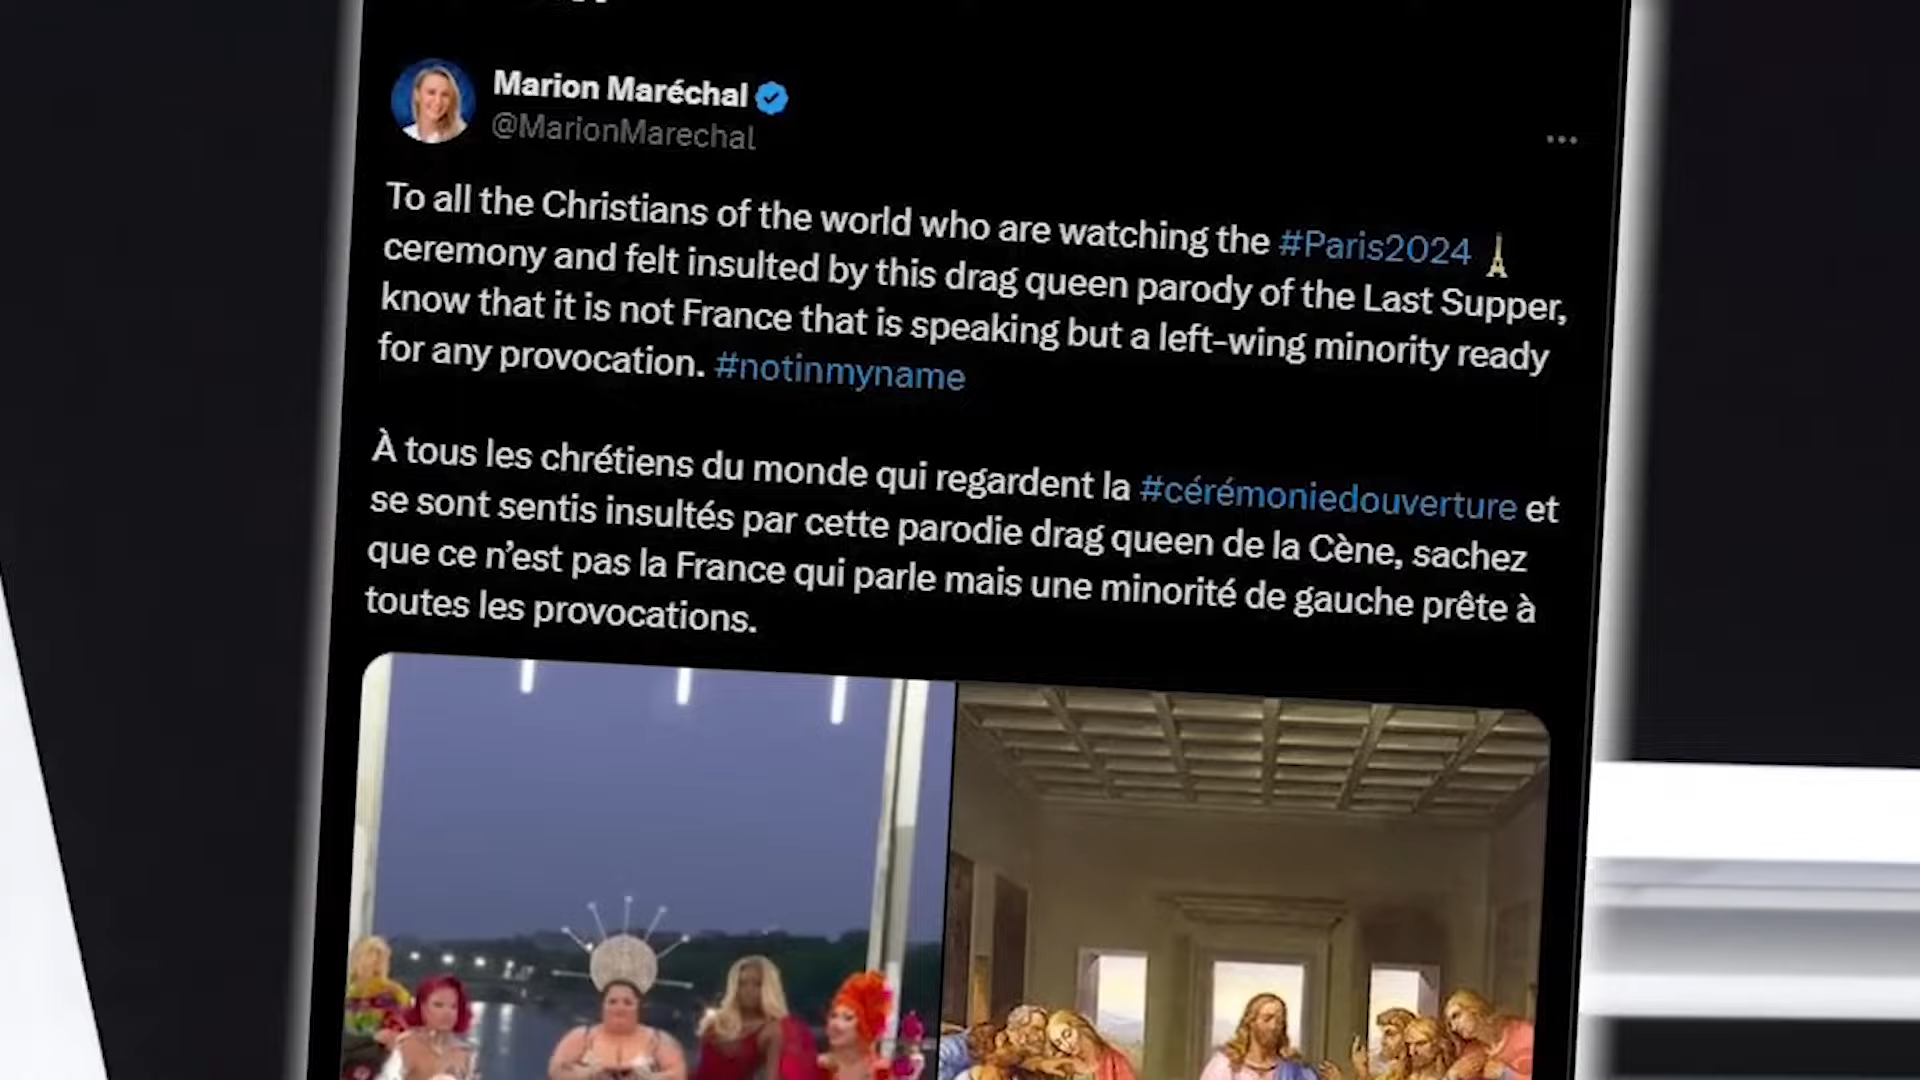 Marion Maréchal
@MarionMarechal
To all the Christians of the world who are watching the #Paris2024
ceremony and felt insulted by this drag queen parody of the Last Supper,
know that it is not France that is speaking but a left-wing minority ready
for any provocation. #notinmyname
À tous les chrétiens du monde qui regardent la #cérémoniedouverture et
se sont sentis insultés par cette parodie drag queen de la Cène, sachez
que ce n’est pas la France qui parle mais une minorité de gauche prête à
toutes les provocations.